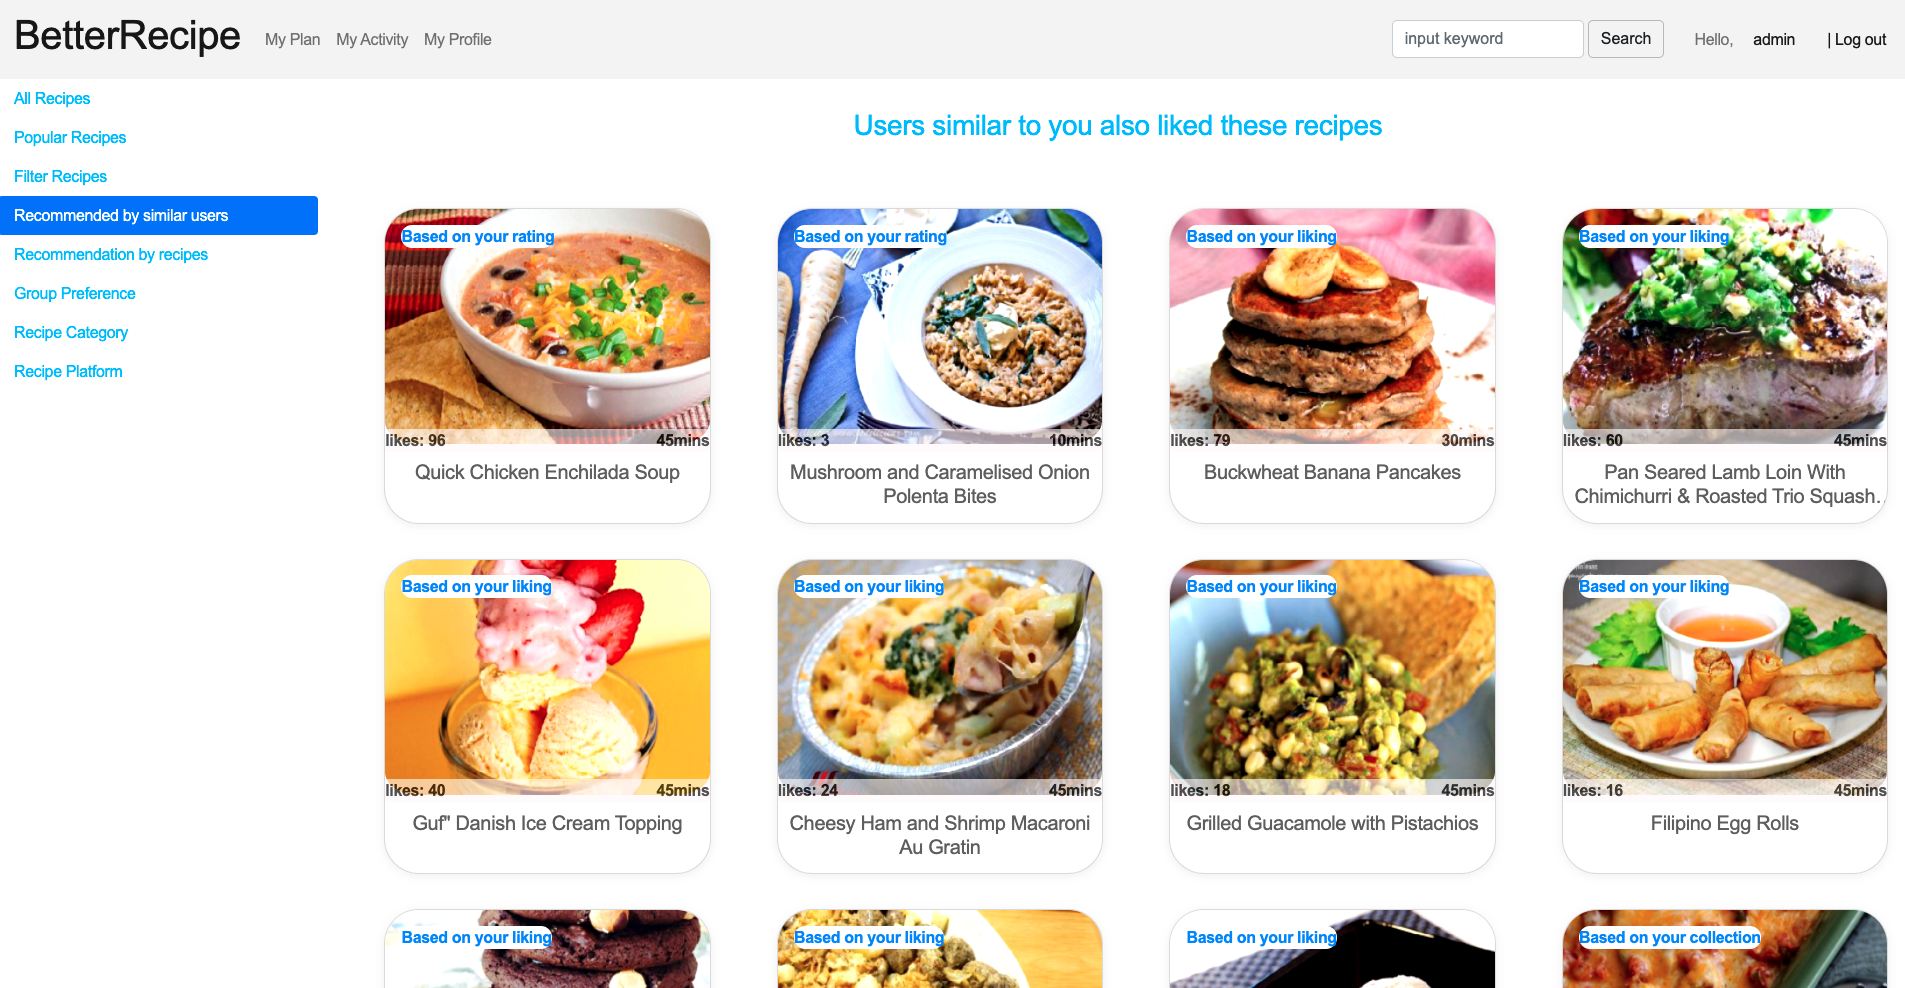 BetterRecipe My Plan My Activity My Profile input keyword Search Hello, admin | Log out
All Recipes
Popular Recipes
Filter Recipes
Recommended by similar users
Recommendation by recipes
Group Preference
Recipe Category
Recipe Platform
Users similar to you also liked these recipes
Based on your rating
likes: 96 45mins
Quick Chicken Enchilada Soup
Based on your rating
likes: 3 10mins
Mushroom and Caramelised Onion
Polenta Bites
Based on your liking
likes: 79 30mins
Buckwheat Banana Pancakes
Based on your liking
likes: 60 45mins
Pan Seared Lamb Loin With
Chimichurri & Roasted Trio Squash…
Based on your liking
likes: 40 45mins
Guf" Danish Ice Cream Topping
Based on your liking
likes: 24 45mins
Cheesy Ham and Shrimp Macaroni
Au Gratin
Based on your liking
likes: 18 45mins
Grilled Guacamole with Pistachios
Based on your liking
likes: 16 45mins
Filipino Egg Rolls
Based on your liking
Based on your liking
Based on your liking
Based on your collection